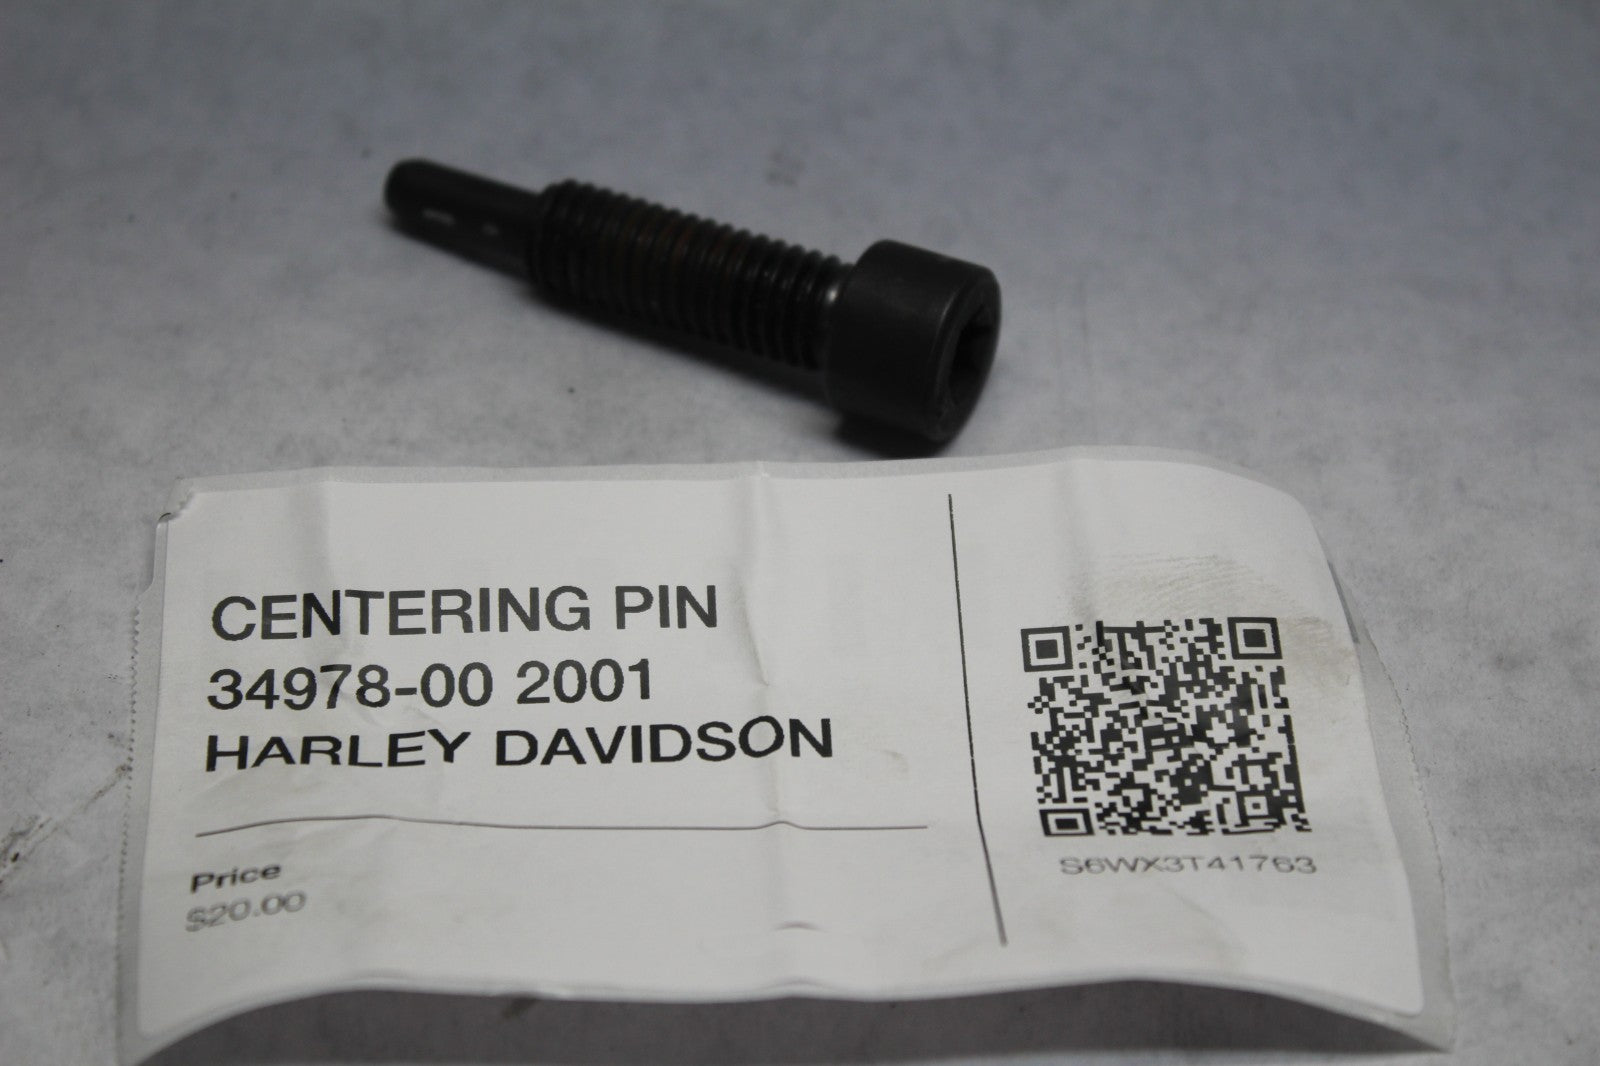 CENTERING PIN
34978-00 2001
HARLEY DAVIDSON
Price
$20.00
S6WX3T41763